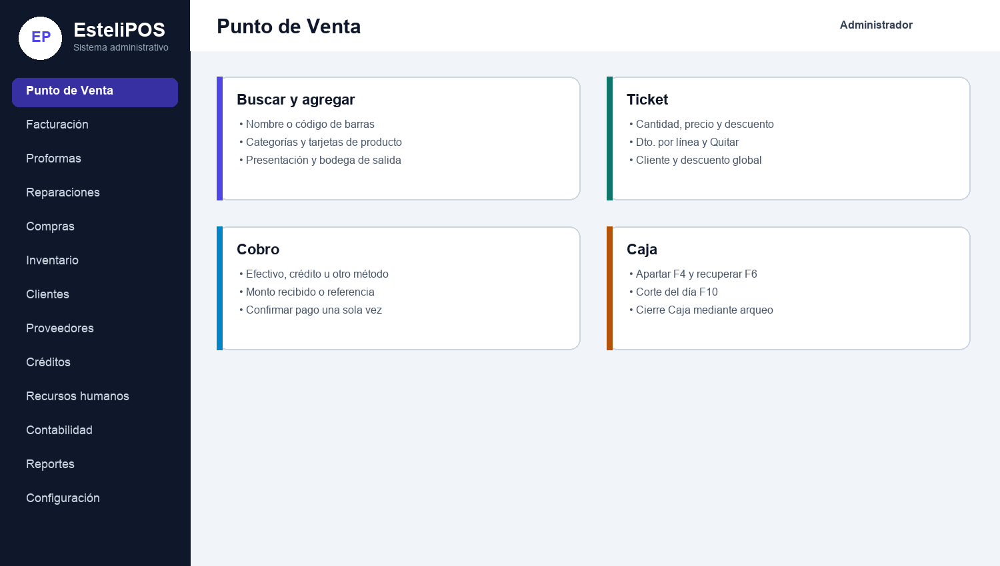 EP
EsteliPOS
Sistema administrativo
Punto de Venta
Facturación
Proformas
Reparaciones
Compras
Inventario
Clientes
Proveedores
Créditos
Recursos humanos
Contabilidad
Reportes
Configuración
Punto de Venta
Administrador
Buscar y agregar
• Nombre o código de barras
• Categorías y tarjetas de producto
• Presentación y bodega de salida
Ticket
• Cantidad, precio y descuento
• Dto. por línea y Quitar
• Cliente y descuento global
Cobro
• Efectivo, crédito u otro método
• Monto recibido o referencia
• Confirmar pago una sola vez
Caja
• Apartar F4 y recuperar F6
• Corte del día F10
• Cierre Caja mediante arqueo